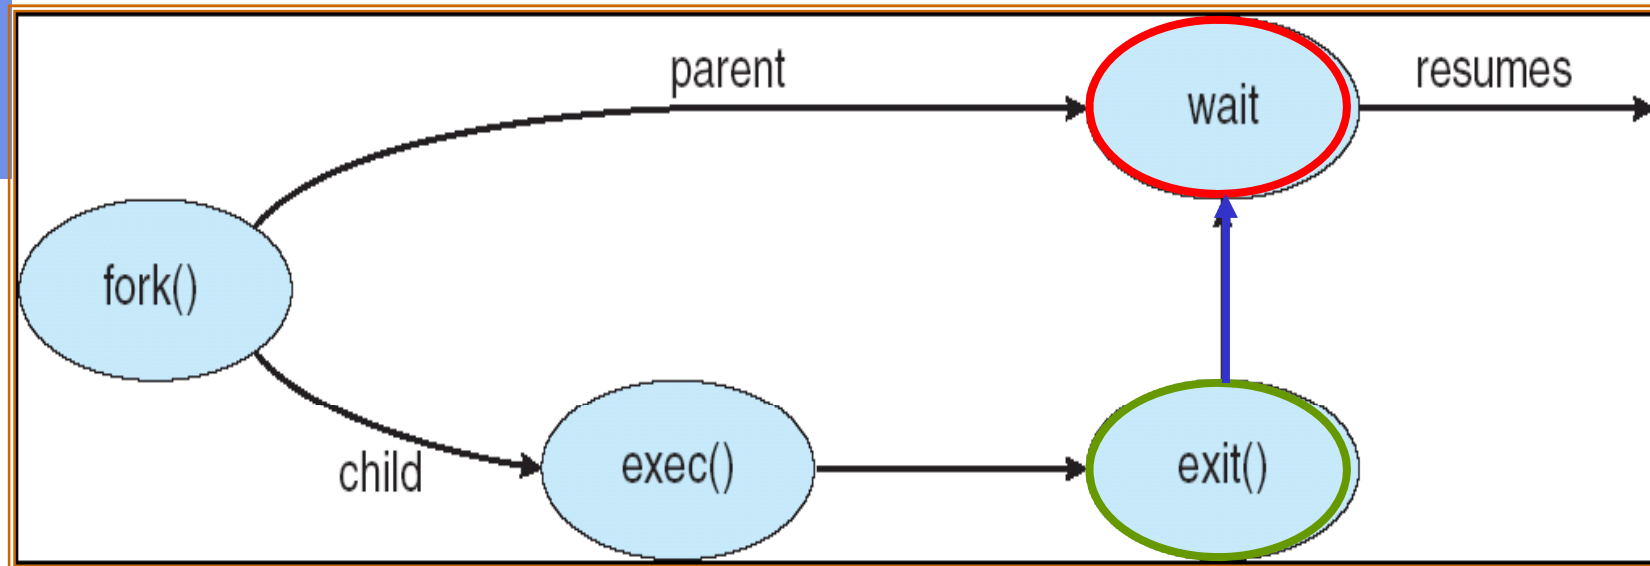 parent
resumes
wait
fork()
child
exec()
exit()